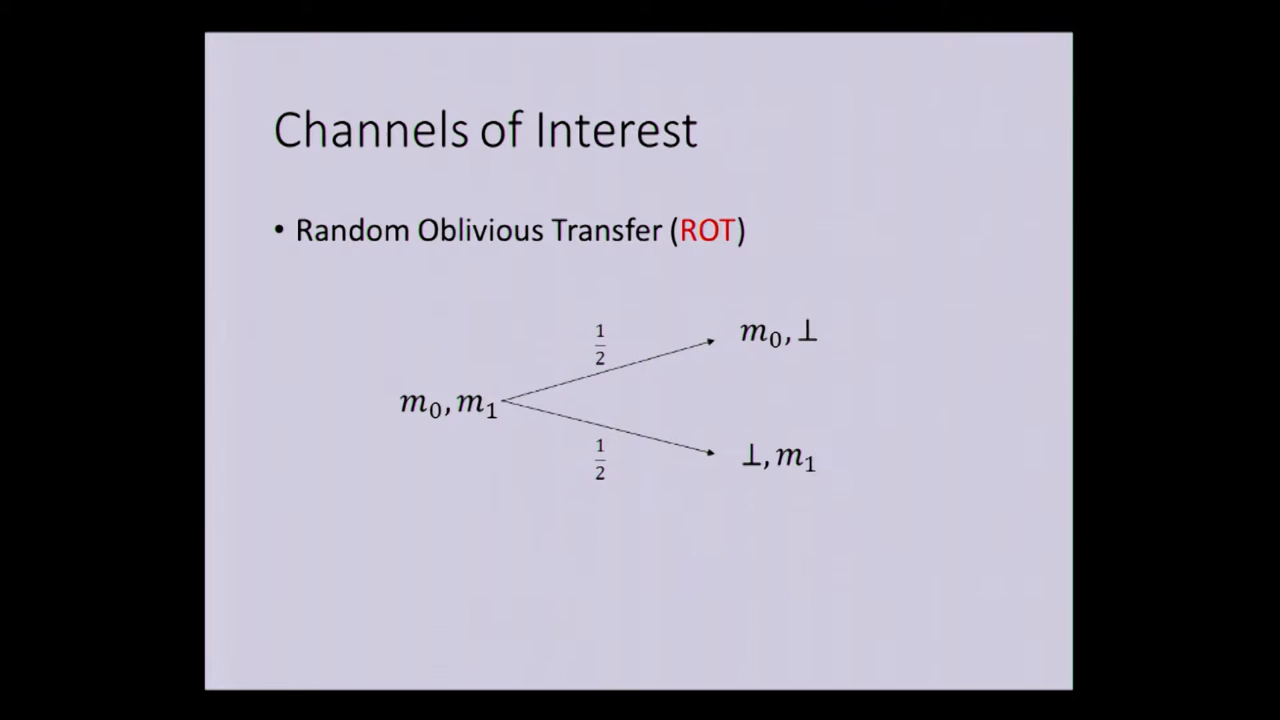 Channels of Interest
• Random Oblivious Transfer (ROT)
1/2
m₀, ⊥
m₀, m₁
1/2
⊥, m₁